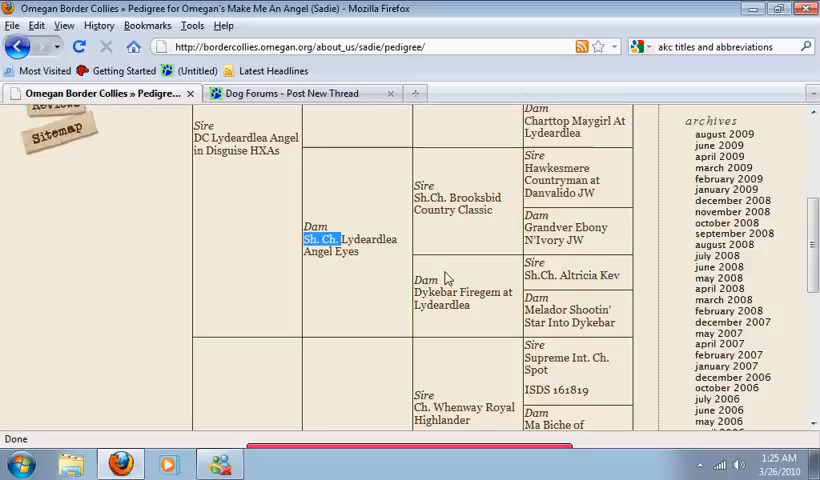 Omegan Border Collies » Pedigree for Omegan's Make Me An Angel (Sadie) - Mozilla Firefox
File Edit View History Bookmarks Tools Help
http://bordercollies.omegan.org/about_us/sadie/pedigree/
akc titles and abbreviations
Most Visited Getting Started (Untitled) Latest Headlines
Omegan Border Collies » Pedigree... Dog Forums - Post New Thread
Reviews
Sitemap
Sire
DC Lydeardlea Angel
in Disguise HXAs
Dam
Sh. Ch. Lydeardlea
Angel Eyes
Sire
Sh.Ch. Brooksbid
Country Classic
Dam
Dykebar Firegem at
Lydeardlea
Sire
Ch. Whenway Royal
Highlander
Dam
Charttop Maygirl At
Lydeardlea
Sire
Hawkesmere
Countryman at
Danvalido JW
Dam
Grandver Ebony
N'Ivory JW
Sire
Sh.Ch. Altricia Kev
Dam
Melador Shootin'
Star Into Dykebar
Sire
Supreme Int. Ch.
Spot
ISDS 161819
Dam
Ma Biche of
archives
august 2009
june 2009
april 2009
march 2009
february 2009
january 2009
december 2008
november 2008
october 2008
september 2008
august 2008
july 2008
june 2008
may 2008
april 2008
march 2008
february 2008
december 2007
may 2007
april 2007
february 2007
january 2007
december 2006
july 2006
june 2006
may 2006
Done
1:25 AM
3/26/2010